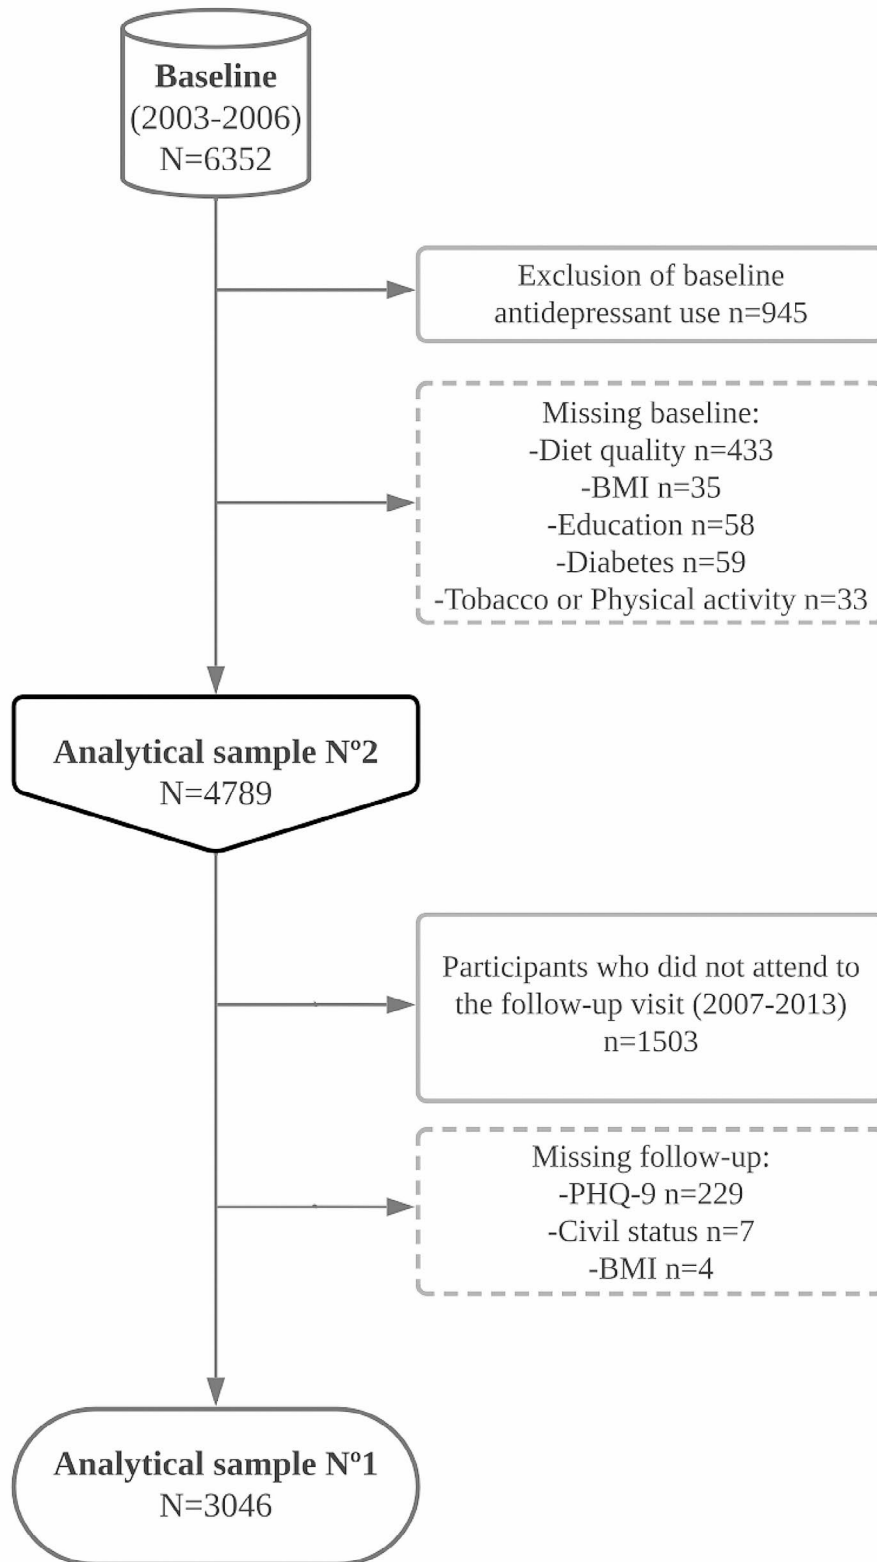 Baseline
(2003-2006)
N=6352
Exclusion of baseline
antidepressant use n=945
Missing baseline:
-Diet quality n=433
-BMI n=35
-Education n=58
-Diabetes n=59
-Tobacco or Physical activity n=33
Analytical sample Nº2
N=4789
Participants who did not attend to
the follow-up visit (2007-2013)
n=1503
Missing follow-up:
-PHQ-9 n=229
-Civil status n=7
-BMI n=4
Analytical sample Nº1
N=3046